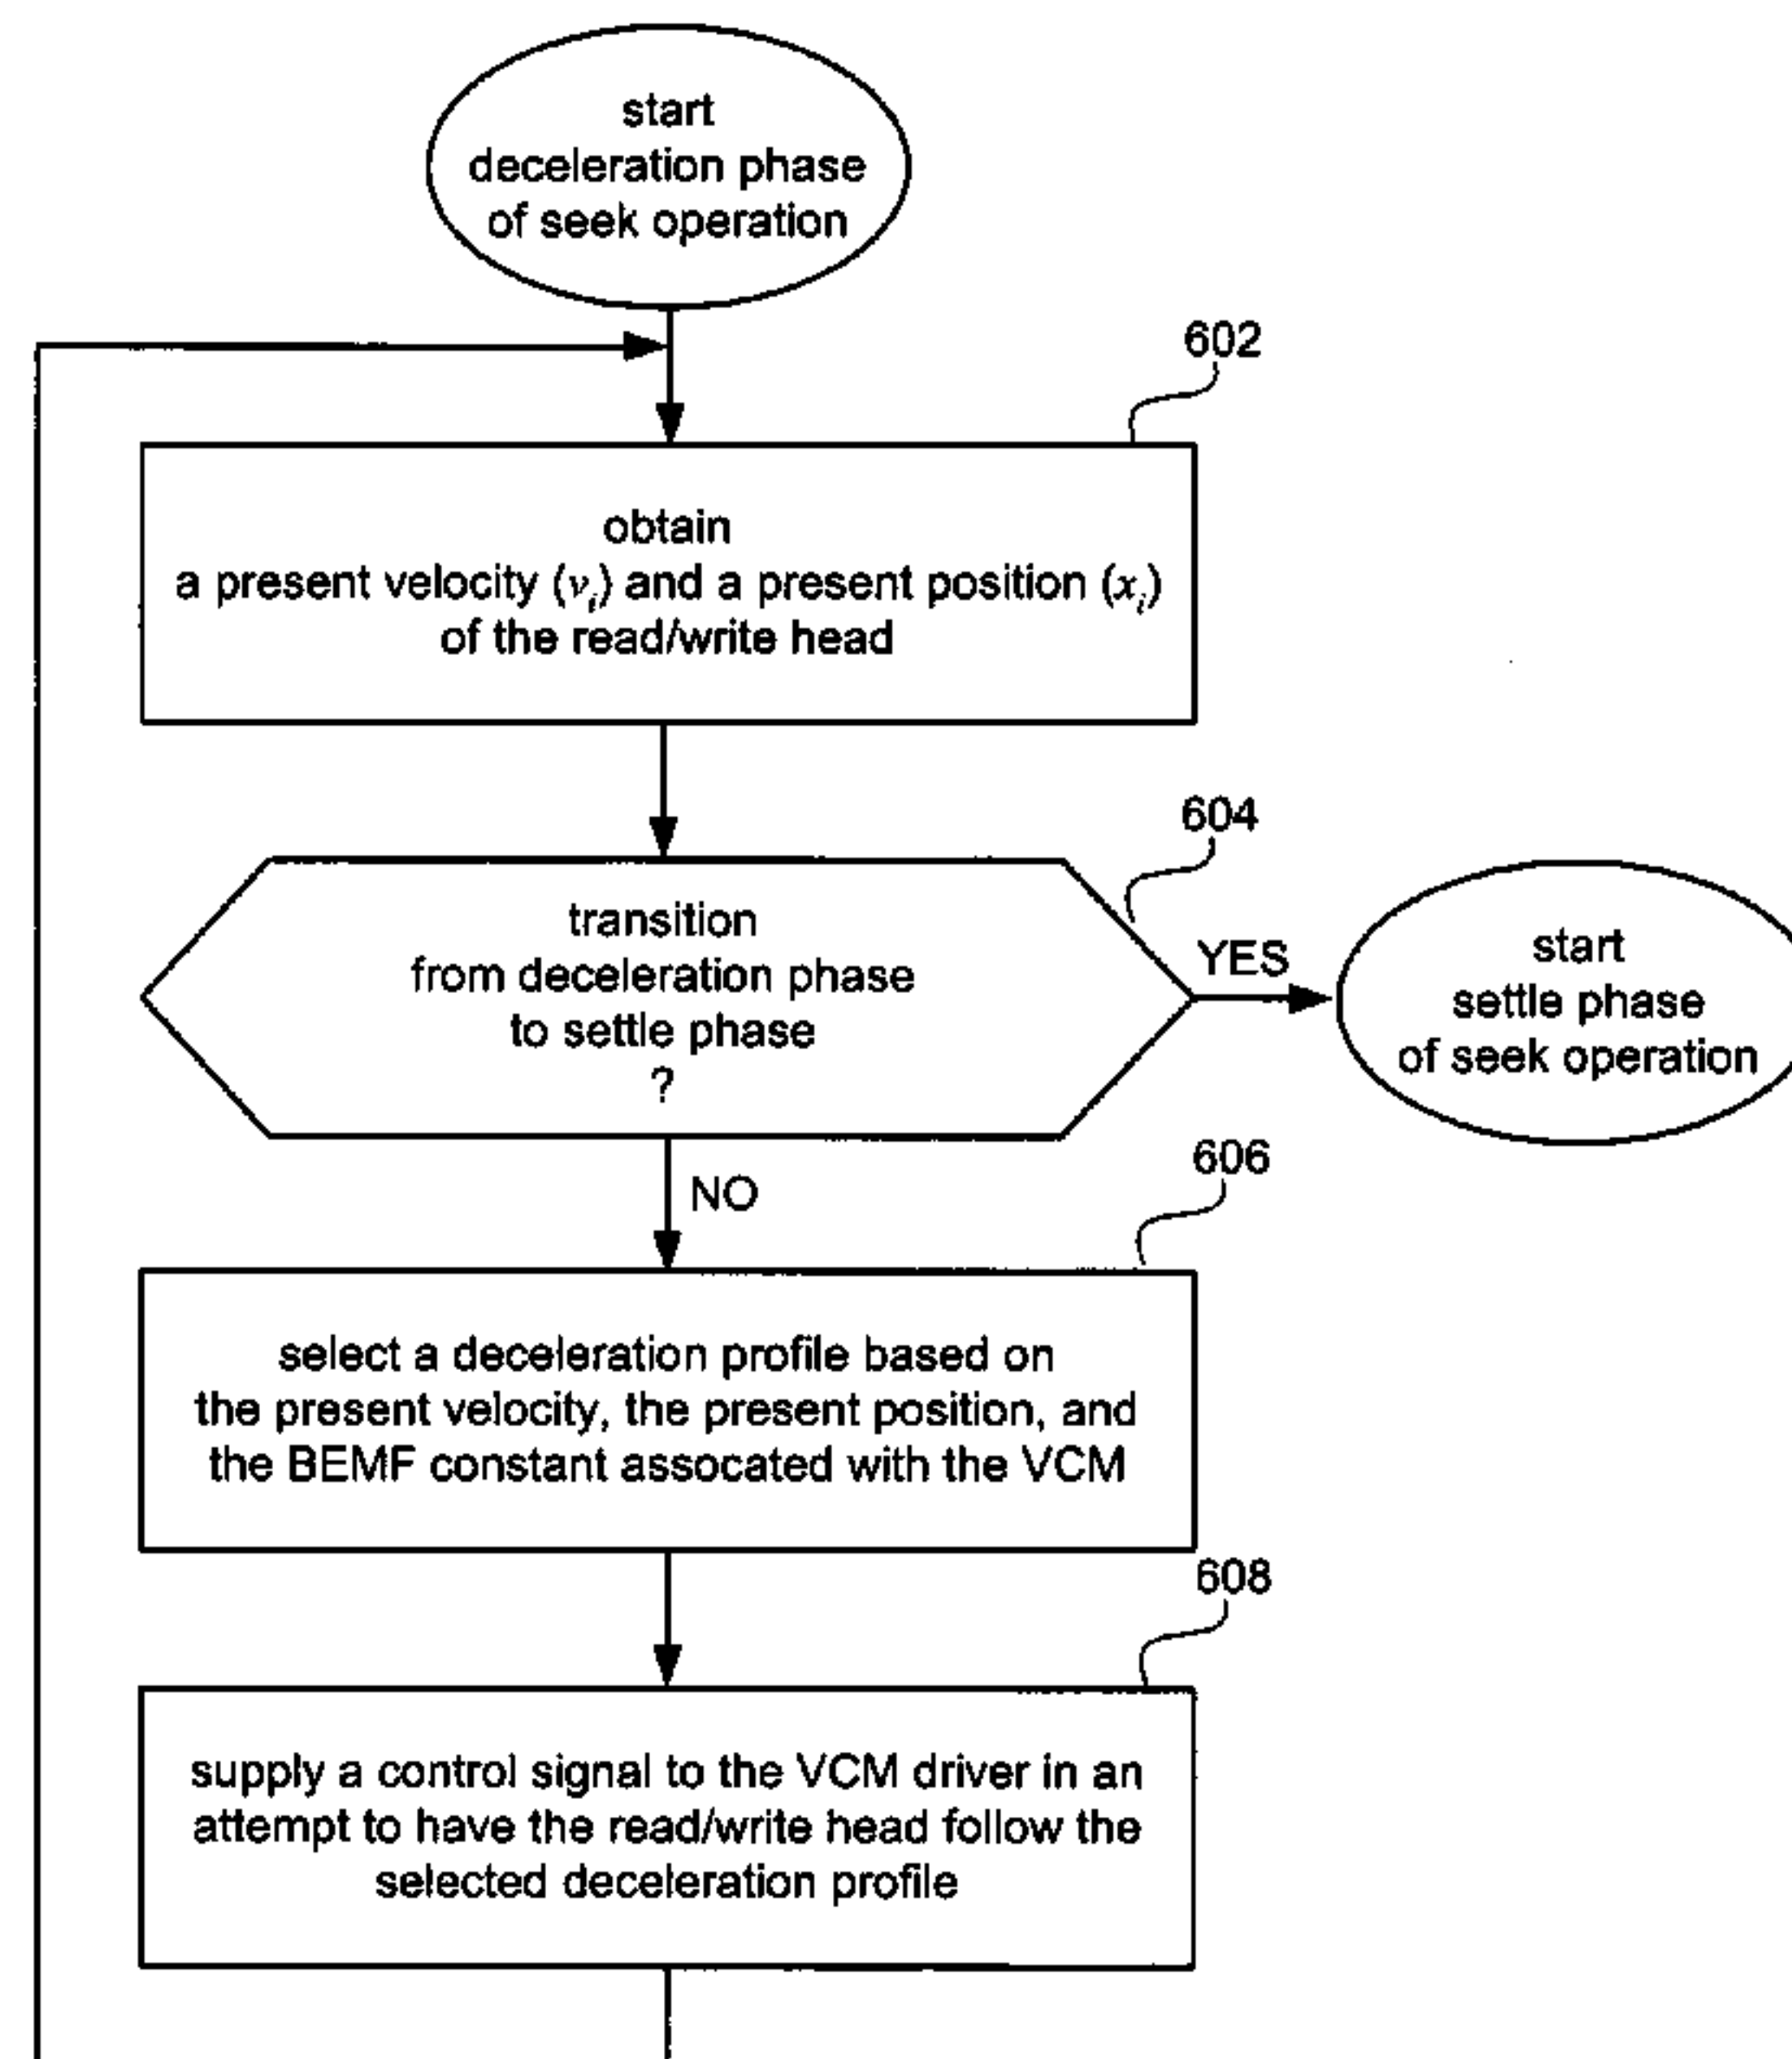 start
deceleration phase
of seek operation
602
obtain
a present velocity (vᵢ) and a present position (xᵢ)
of the read/write head
604
transition
from deceleration phase
to settle phase
?
YES
start
settle phase
of seek operation
NO
606
select a deceleration profile based on
the present velocity, the present position, and
the BEMF constant assocated with the VCM
608
supply a control signal to the VCM driver in an
attempt to have the read/write head follow the
selected deceleration profile